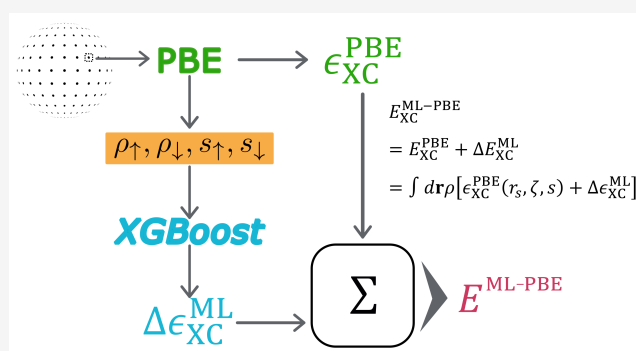 PBE
ϵ_XC^PBE
E_XC^ML−PBE
= E_XC^PBE + ΔE_XC^ML
= ∫ d𝐫ρ[ϵ_XC^PBE(r_s, ζ, s) + Δϵ_XC^ML]
ρ↑, ρ↓, s↑, s↓
XGBoost
Δϵ_XC^ML
Σ
E^ML-PBE